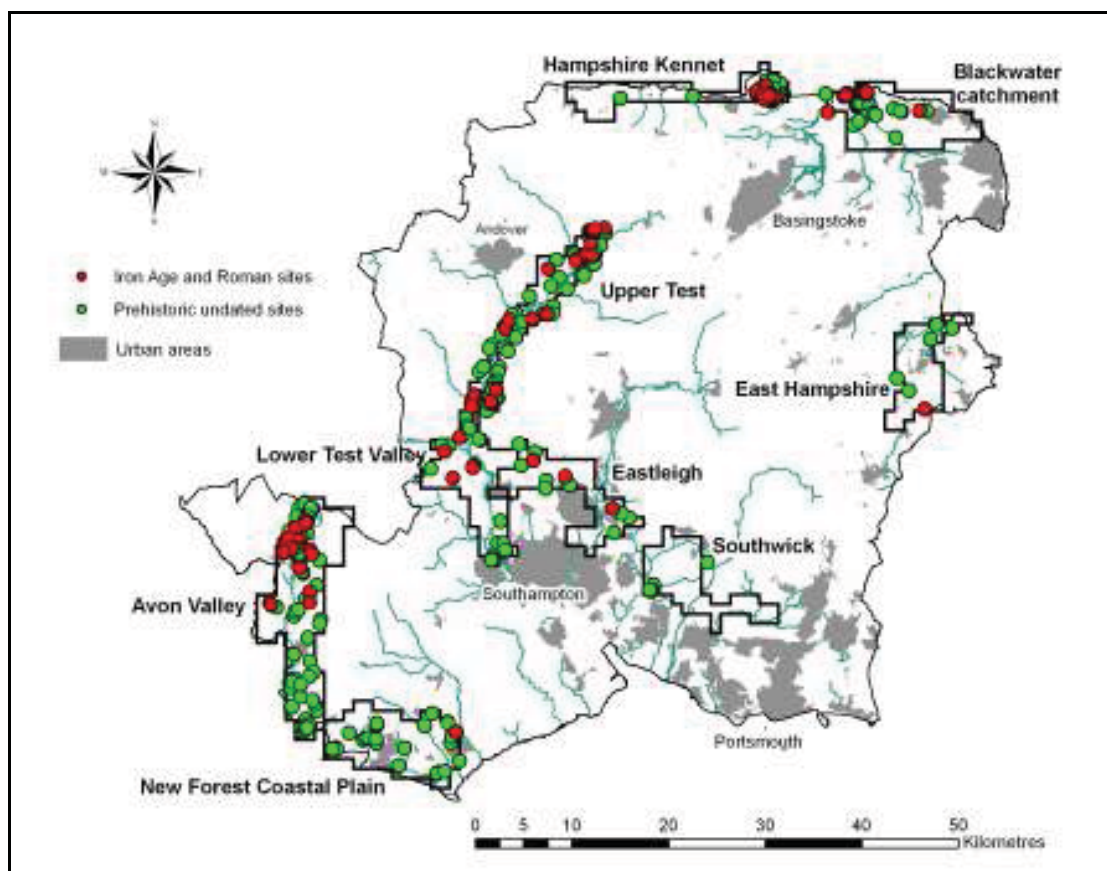 Hampshire Kennet
Blackwater
catchment
N
W
E
S
Andover
Basingstoke
Iron Age and Roman sites
Prehistoric undated sites
Urban areas
Upper Test
East Hampshire
Lower Test Valley
Eastleigh
Southwick
Avon Valley
Southampton
Portsmouth
New Forest Coastal Plain
0 5 10 20 30 40 50
Kilometres